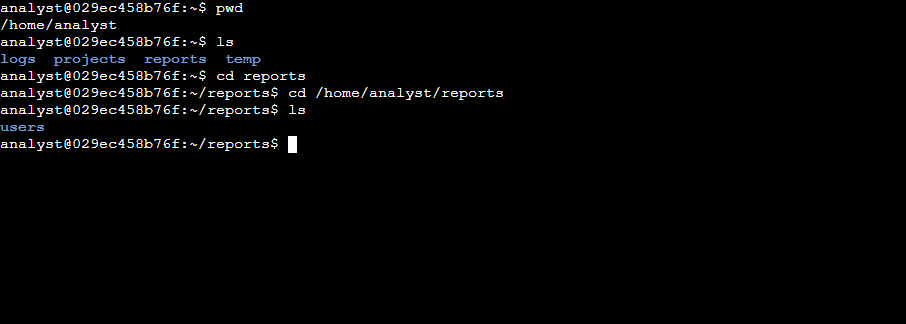 analyst@029ec458b76f:~$ pwd
/home/analyst
analyst@029ec458b76f:~$ ls
logs  projects  reports  temp
analyst@029ec458b76f:~$ cd reports
analyst@029ec458b76f:~/reports$ cd /home/analyst/reports
analyst@029ec458b76f:~/reports$ ls
users
analyst@029ec458b76f:~/reports$